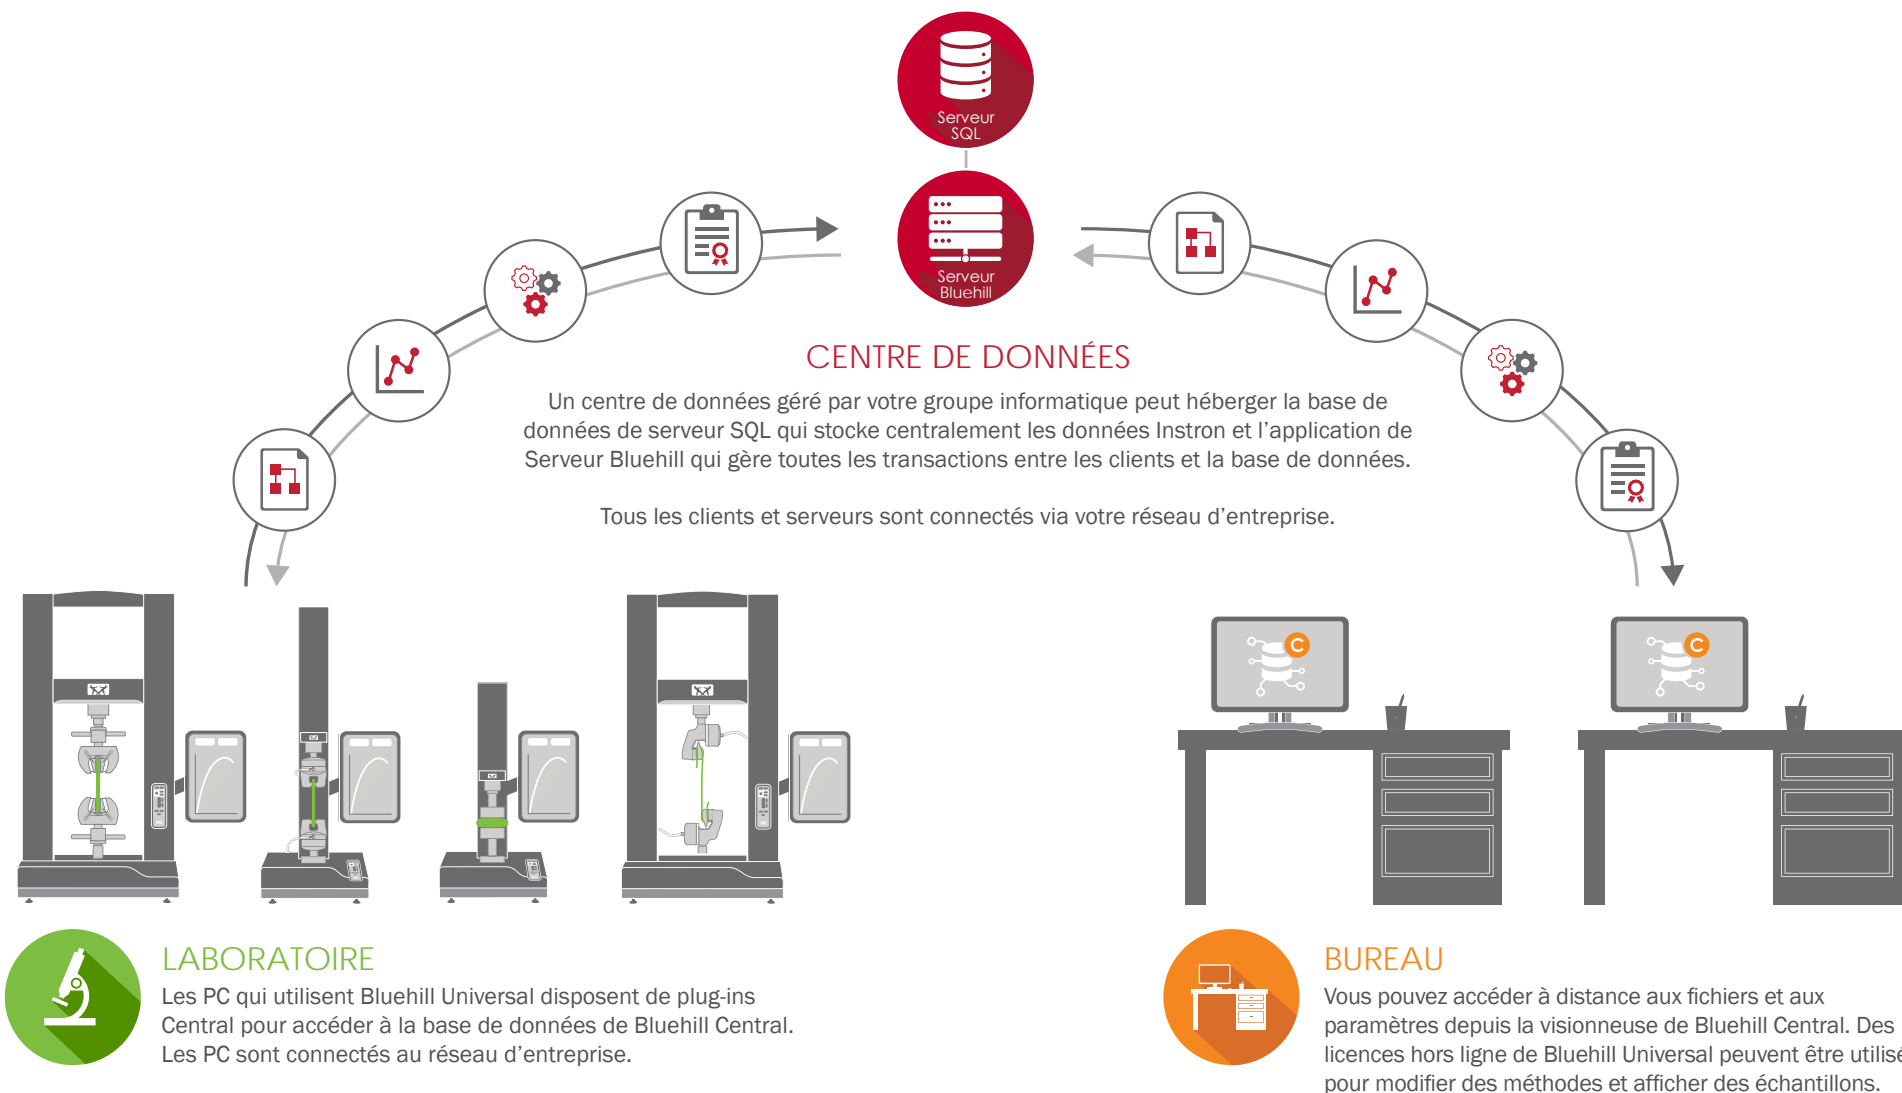 Serveur
SQL
Serveur
Bluehill
CENTRE DE DONNÉES
Un centre de données géré par votre groupe informatique peut héberger la base de
données de serveur SQL qui stocke centralement les données Instron et l’application de
Serveur Bluehill qui gère toutes les transactions entre les clients et la base de données.
Tous les clients et serveurs sont connectés via votre réseau d’entreprise.
C
C
LABORATOIRE
Les PC qui utilisent Bluehill Universal disposent de plug-ins
Central pour accéder à la base de données de Bluehill Central.
Les PC sont connectés au réseau d’entreprise.
BUREAU
Vous pouvez accéder à distance aux fichiers et aux
paramètres depuis la visionneuse de Bluehill Central. Des
licences hors ligne de Bluehill Universal peuvent être utilisé
pour modifier des méthodes et afficher des échantillons.